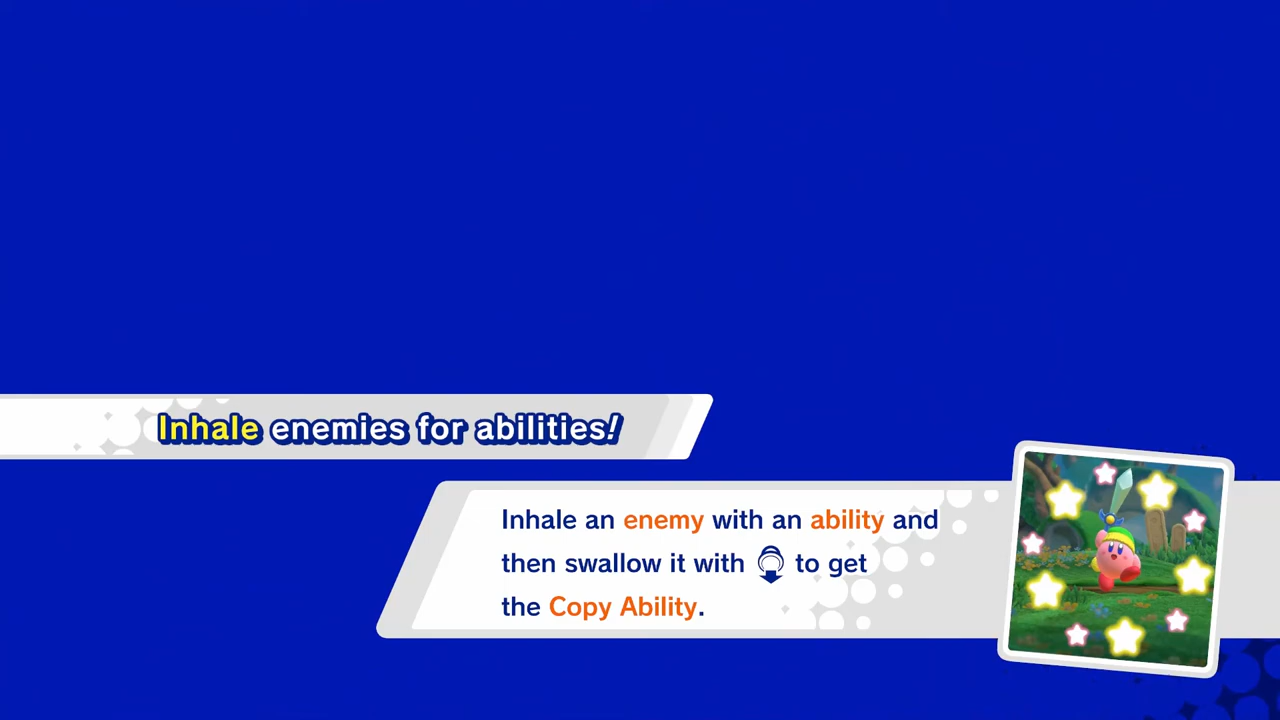 Inhale enemies for abilities!
Inhale an enemy with an ability and
then swallow it with to get
the Copy Ability.